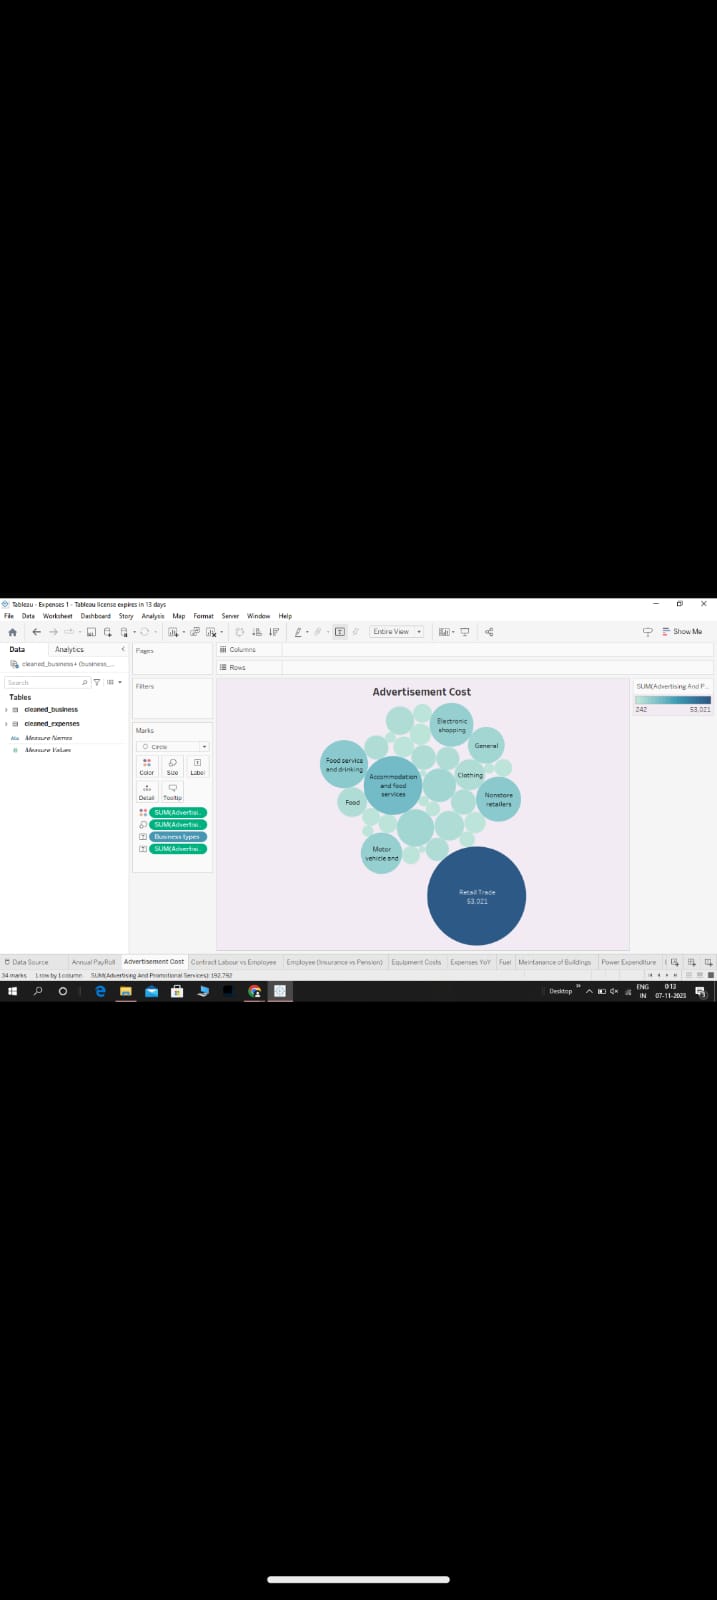 Tableau - Expenses 1 - Tableau license expires in 13 days
File Data Worksheet Dashboard Story Analysis Map Format Server Window Help
Entire View
Show Me
Data Analytics
cleaned_business+ (business_...
Search
Tables
cleaned_business
cleaned_expenses
Abc Measure Names
# Measure Values
Pages
Filters
Marks
Circle
Color Size Label
Detail Tooltip
SUM(Advertisi..
SUM(Advertisi..
Business types
SUM(Advertisi..
Columns
Rows
Advertisement Cost
Electronic
shopping
General
Food service
and drinking
Accommodation
and food
services
Clothing
Food
Nonstore
retailers
Motor
vehicle and
Retail Trade
53,021
SUM(Advertising And P...
242 53,021
Data Source Annual PayRoll Advertisement Cost Contract Labour vs Employee Employee (Insurance vs Pension) Equipment Costs Expenses YoY Fuel Meintanance of Buildings Power Expenditure
34 marks 1 row by 1 column SUM(Advertising And Promotional Services): 192,792
Desktop
ENG
IN
0:13
07-11-2023